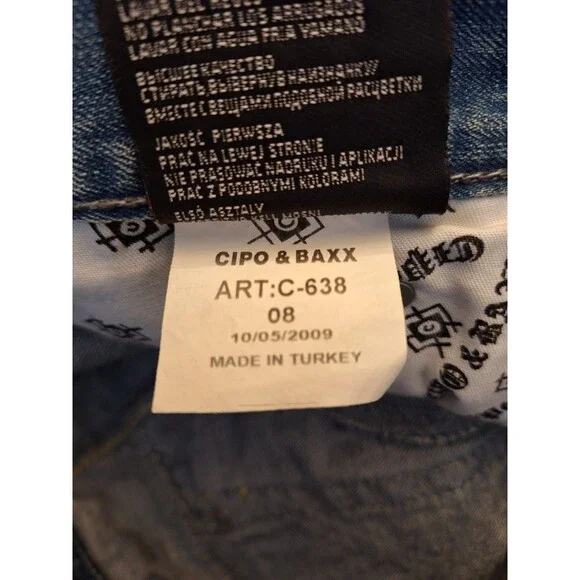 NO PLANCHAR LOS
LAVAR CON AGUA FRIA
ВЫСШЕЕ КАЧЕСТВО
СТИРАТЬ ВЫВЕРНУВ НАИЗНАНКУ
ВМЕСТЕ С ВЕЩАМИ ПОДОБНОЙ РАСЦВЕТКИ
JAKOŚĆ PIERWSZA
PRAĆ NA LEWEJ STRONIE
NIE PRASOWAĆ NADRUKU I APLIKACJI
PRAĆ Z PODOBNYMI KOLORAMI
ELSŐ ASZTALY
CIPO & BAXX
ART:C-638
08
10/05/2009
MADE IN TURKEY